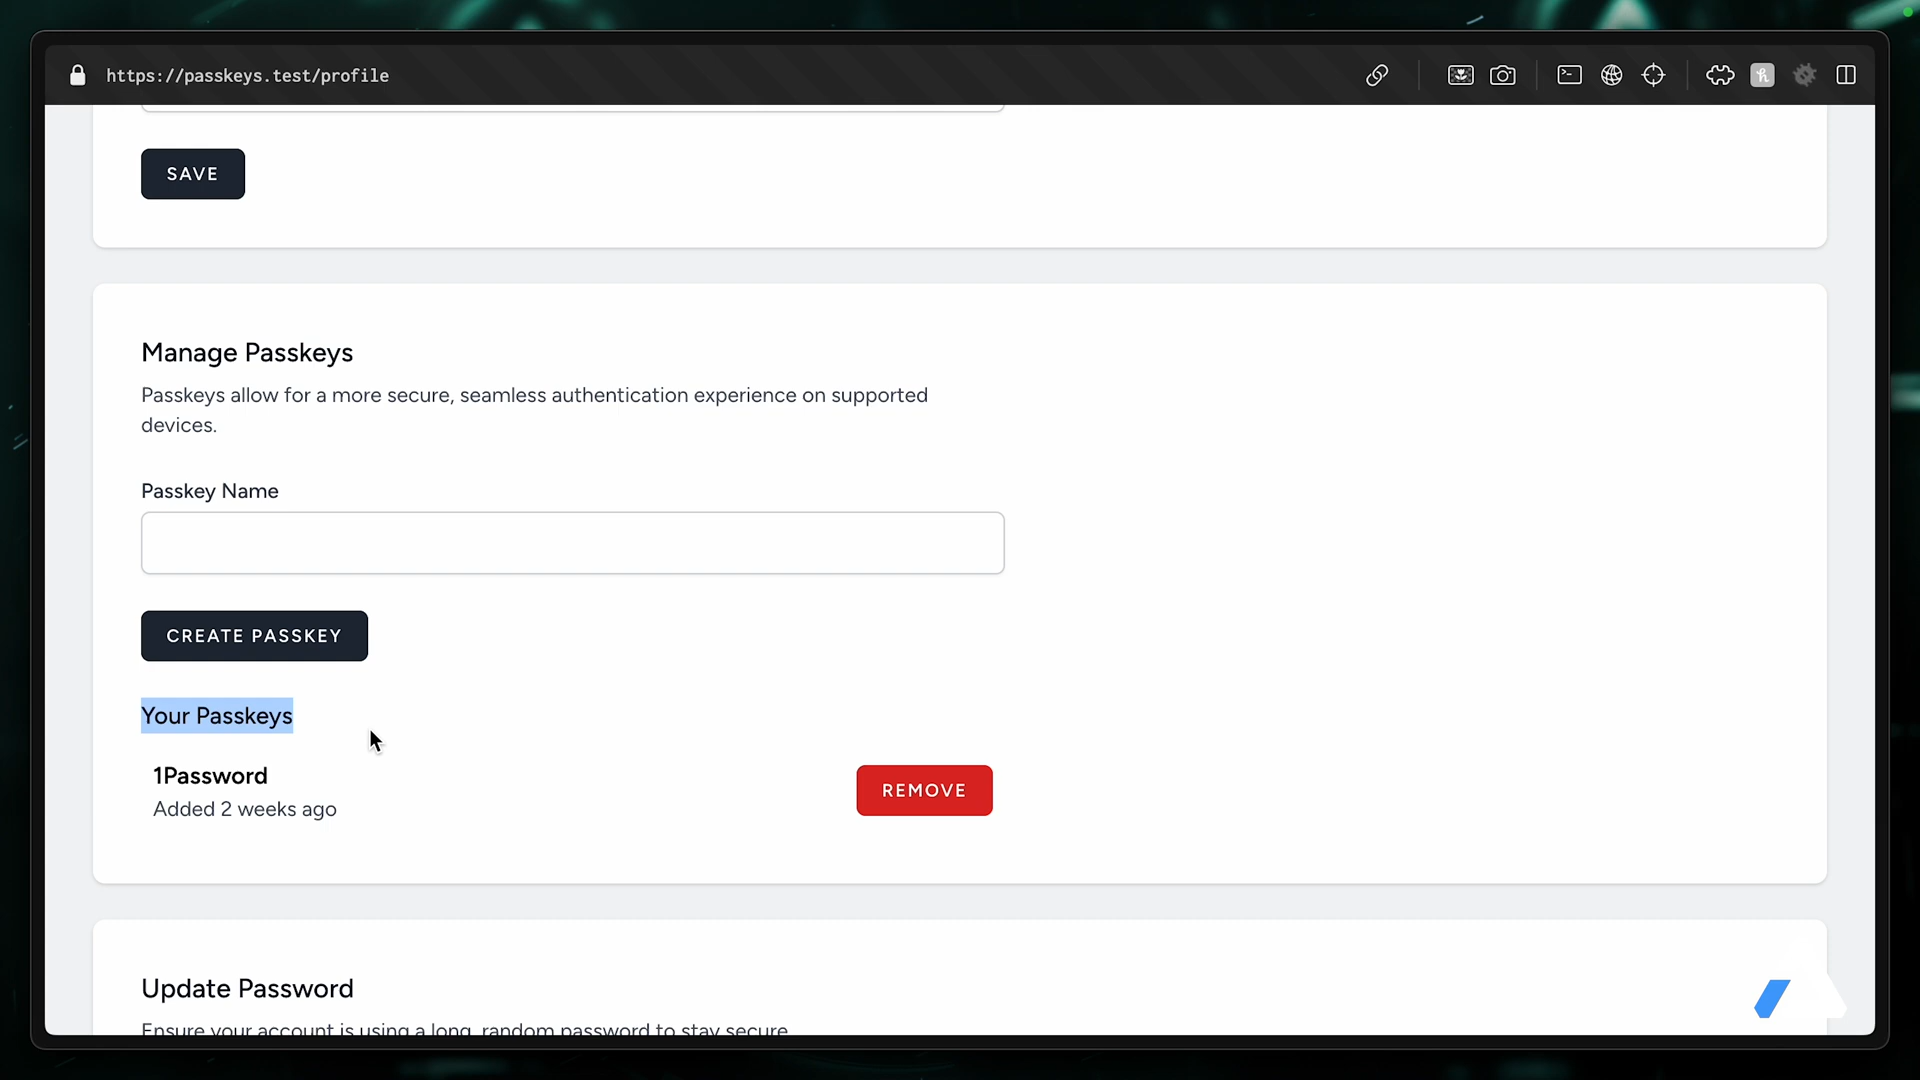 https://passkeys.test/profile
SAVE
Manage Passkeys
Passkeys allow for a more secure, seamless authentication experience on supported
devices.
Passkey Name
CREATE PASSKEY
Your Passkeys
1Password
Added 2 weeks ago
REMOVE
Update Password
Ensure your account is using a long, random password to stay secure